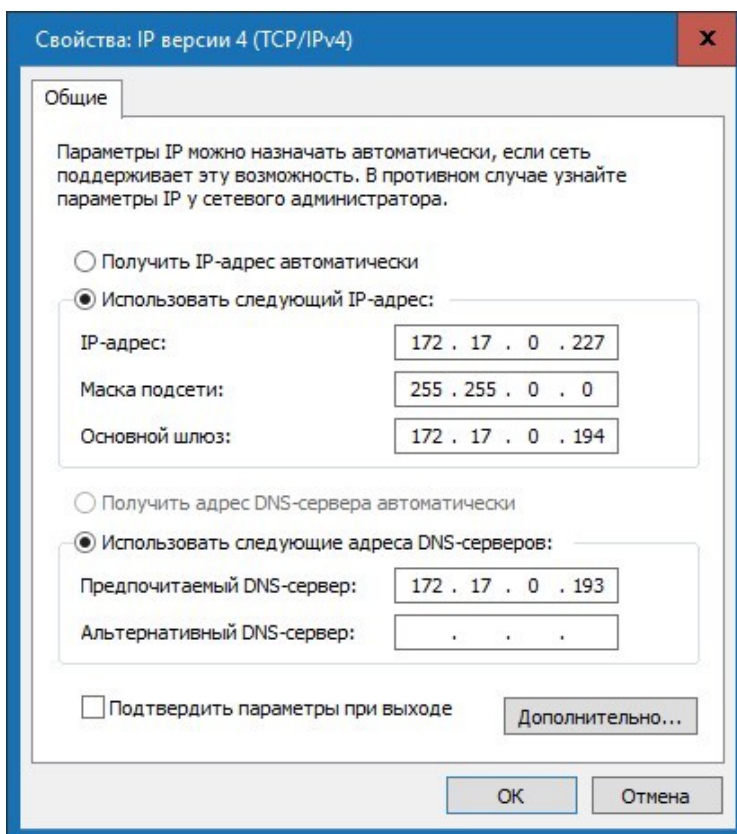 Свойства: IP версии 4 (TCP/IPv4)
x
Общие
Параметры IP можно назначать автоматически, если сеть
поддерживает эту возможность. В противном случае узнайте
параметры IP у сетевого администратора.
Получить IP-адрес автоматически
Использовать следующий IP-адрес:
IP-адрес: 172 . 17 . 0 . 227
Маска подсети: 255 . 255 . 0 . 0
Основной шлюз: 172 . 17 . 0 . 194
Получить адрес DNS-сервера автоматически
Использовать следующие адреса DNS-серверов:
Предпочитаемый DNS-сервер: 172 . 17 . 0 . 193
Альтернативный DNS-сервер: . . .
Подтвердить параметры при выходе
Дополнительно...
ОК Отмена